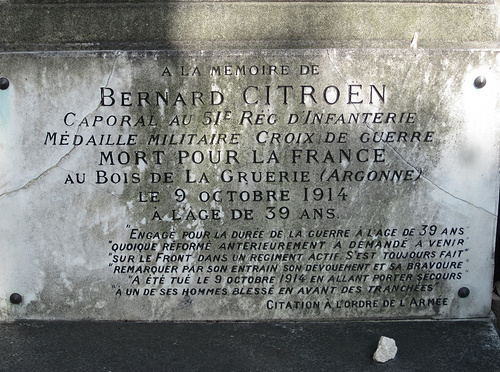 A LA MÉMOIRE DE
BERNARD CITROËN
CAPORAL AU 51E RÉG D'INFANTERIE
MÉDAILLE MILITAIRE CROIX DE GUERRE
MORT POUR LA FRANCE
AU BOIS DE LA GRUERIE (ARGONNE)
LE 9 OCTOBRE 1914
A L'AGE DE 39 ANS.
"ENGAGÉ POUR LA DURÉE DE LA GUERRE À L'AGE DE 39 ANS
"QUOIQUE RÉFORMÉ ANTÉRIEUREMENT A DEMANDÉ A VENIR"
"SUR LE FRONT DANS UN REGIMENT ACTIF. S'EST TOUJOURS FAIT"
"REMARQUER PAR SON ENTRAIN SON DÉVOUEMENT ET SA BRAVOURE"
"A ÉTÉ TUÉ LE 9 OCTOBRE 1914 EN ALLANT PORTER SECOURS
"À UN DE SES HOMMES BLESSÉ EN AVANT DES TRANCHÉES"
CITATION À L'ORDRE DE L'ARMÉE